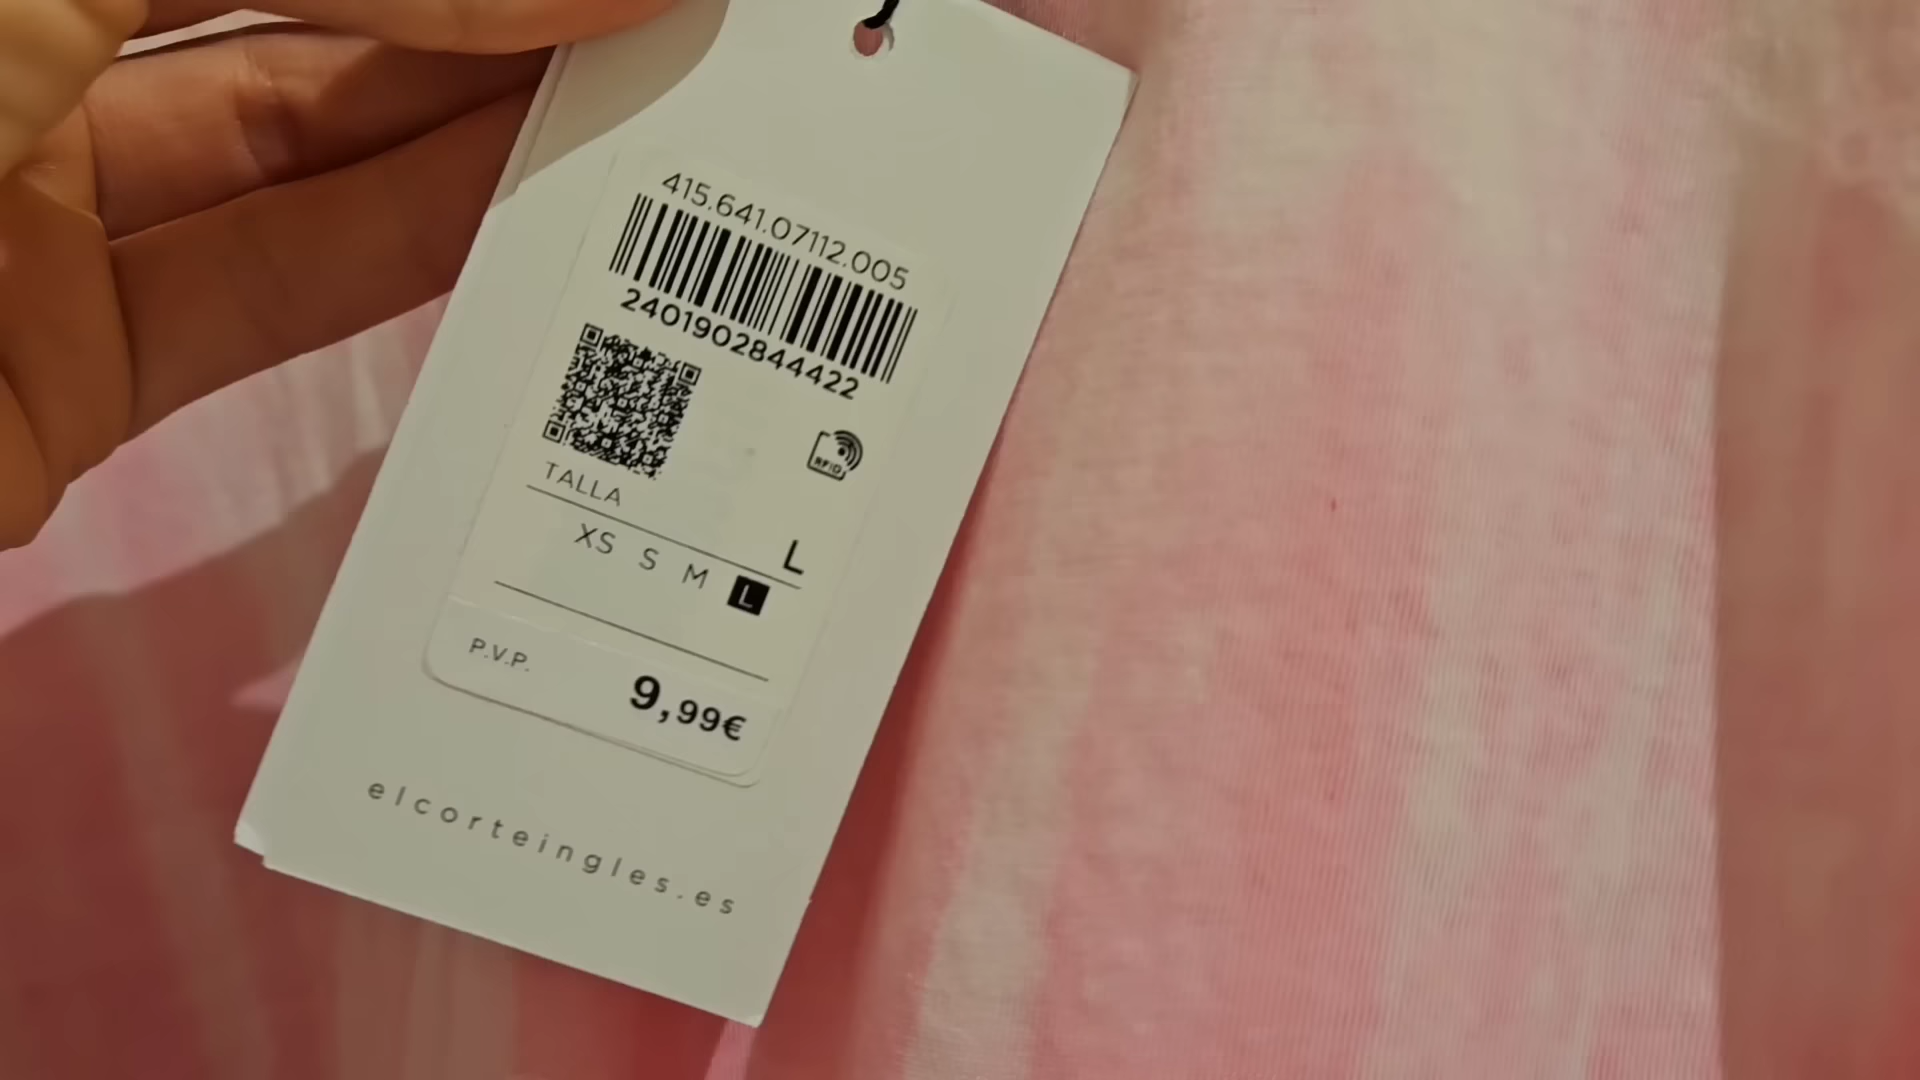 415.641.07112.005
2401902844422
RFID
TALLA
L
XS S M L
P.V.P. 9,99€
elcorteingles.es